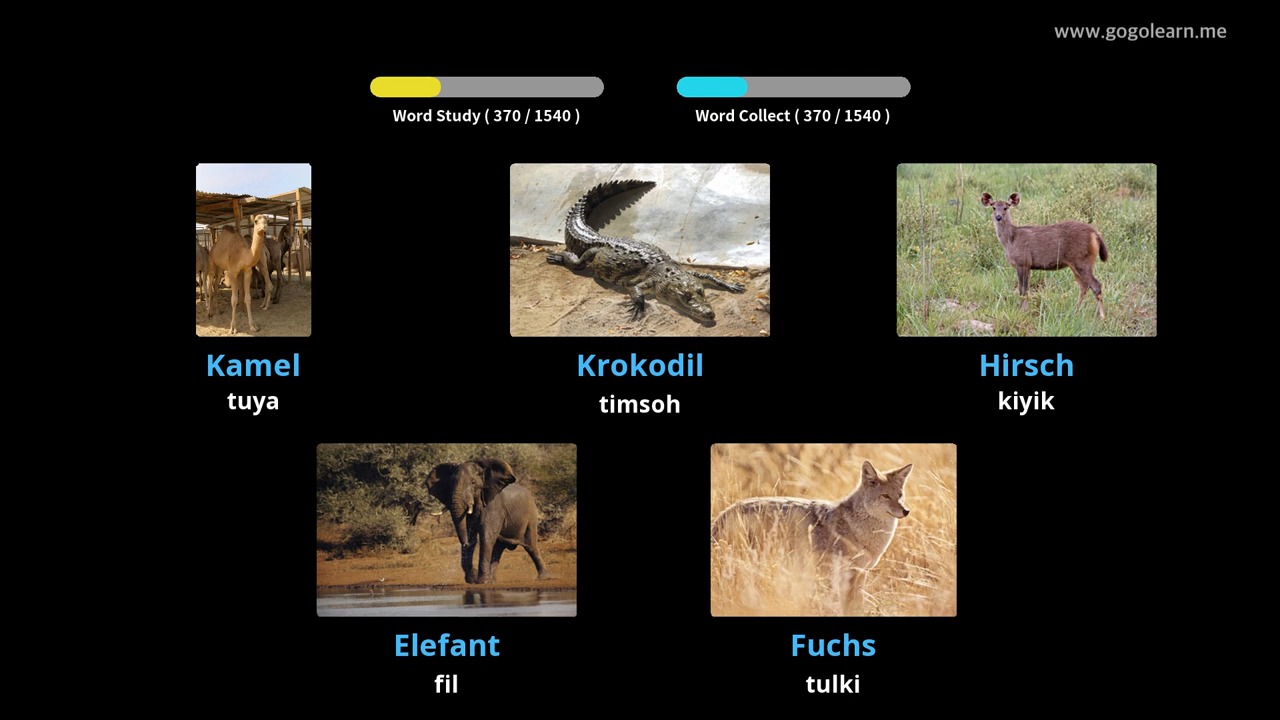 www.gogolearn.me
Word Study ( 370 / 1540 )
Word Collect ( 370 / 1540 )
Kamel
tuya
Krokodil
timsoh
Hirsch
kiyik
Elefant
fil
Fuchs
tulki